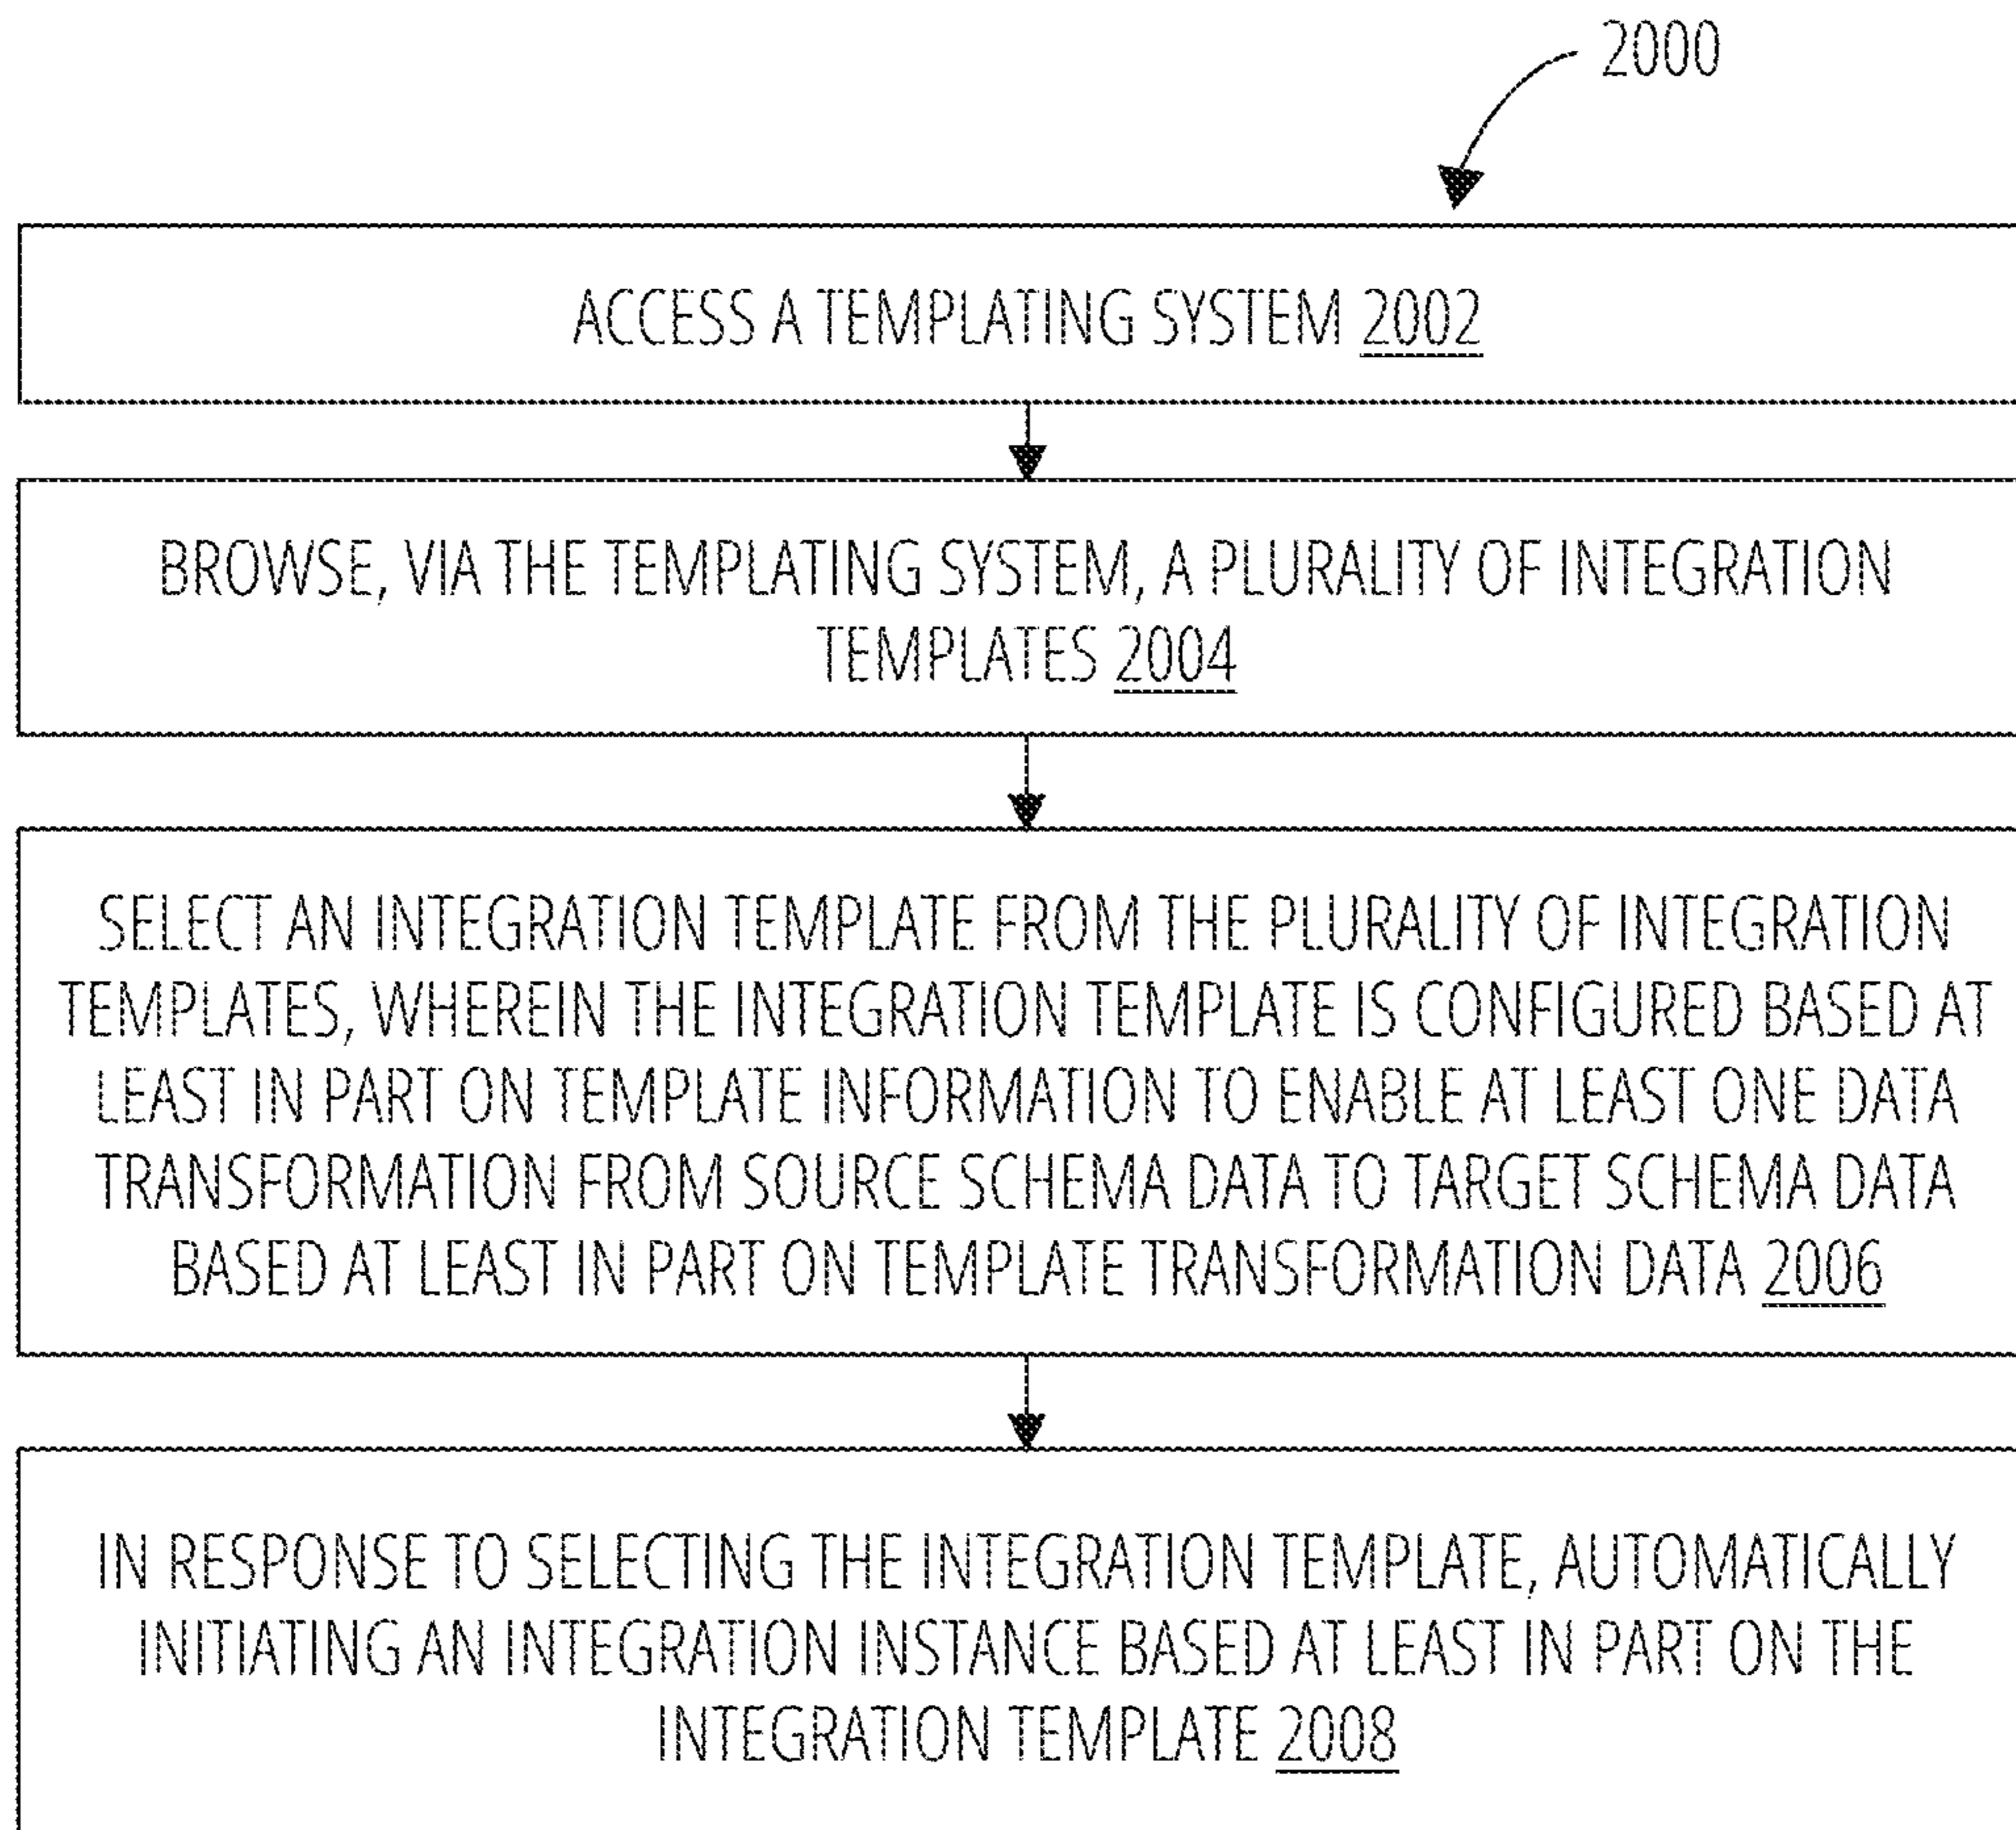 2000
ACCESS A TEMPLATING SYSTEM 2002
BROWSE, VIA THE TEMPLATING SYSTEM, A PLURALITY OF INTEGRATION
TEMPLATES 2004
SELECT AN INTEGRATION TEMPLATE FROM THE PLURALITY OF INTEGRATION
TEMPLATES, WHEREIN THE INTEGRATION TEMPLATE IS CONFIGURED BASED AT
LEAST IN PART ON TEMPLATE INFORMATION TO ENABLE AT LEAST ONE DATA
TRANSFORMATION FROM SOURCE SCHEMA DATA TO TARGET SCHEMA DATA
BASED AT LEAST IN PART ON TEMPLATE TRANSFORMATION DATA 2006
IN RESPONSE TO SELECTING THE INTEGRATION TEMPLATE, AUTOMATICALLY
INITIATING AN INTEGRATION INSTANCE BASED AT LEAST IN PART ON THE
INTEGRATION TEMPLATE 2008